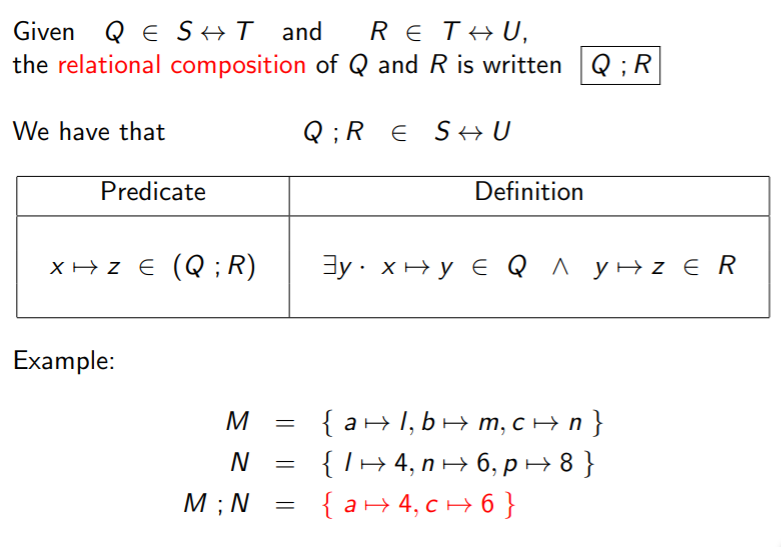 Given Q ∈ S ↔ T and R ∈ T ↔ U,
the relational composition of Q and R is written Q ; R
We have that Q ; R ∈ S ↔ U
Predicate Definition
x ↦ z ∈ (Q ; R) ∃y · x ↦ y ∈ Q ∧ y ↦ z ∈ R
Example:
M = { a ↦ l, b ↦ m, c ↦ n }
N = { l ↦ 4, n ↦ 6, p ↦ 8 }
M ; N = { a ↦ 4, c ↦ 6 }